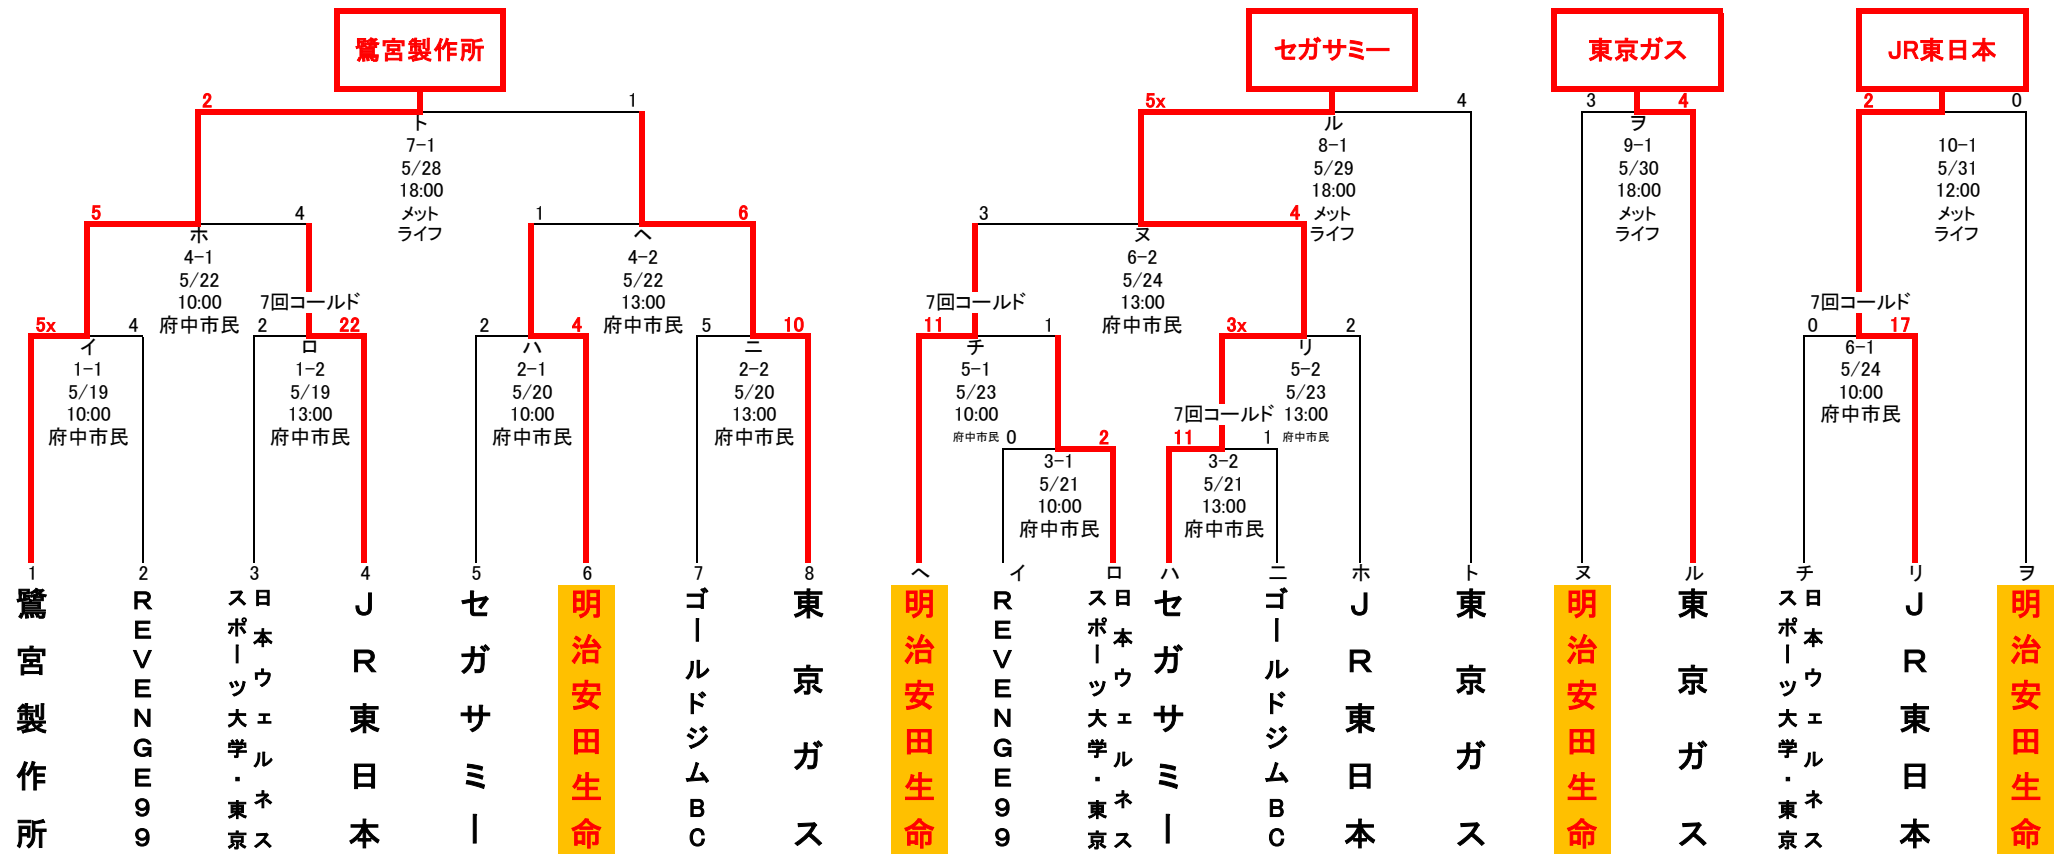 鷺宮製作所
セガサミー
東京ガス
JR東日本
2
1
5x
4
3
4
2
0
ト
7-1
5/28
18:00
メット
ライフ
ル
8-1
5/29
18:00
メット
ライフ
ヲ
9-1
5/30
18:00
メット
ライフ
10-1
5/31
12:00
メット
ライフ
5
4
1
6
3
4
ホ
4-1
5/22
10:00
府中市民
ヘ
4-2
5/22
13:00
府中市民
ヌ
6-2
5/24
13:00
府中市民
7回コールド
7回コールド
7回コールド
5x
4
2
22
2
4
5
10
11
1
3x
2
0
17
イ
1-1
5/19
10:00
府中市民
ロ
1-2
5/19
13:00
府中市民
ハ
2-1
5/20
10:00
府中市民
ニ
2-2
5/20
13:00
府中市民
チ
5-1
5/23
10:00
府中市民
リ
5-2
5/23
13:00
府中市民
6-1
5/24
10:00
府中市民
7回コールド
0
2
11
1
3-1
5/21
10:00
府中市民
3-2
5/21
13:00
府中市民
1
鷺宮製作所
2
REVENGE99
3
日本ウェルネス
スポーツ大学・東京
4
JR東日本
5
セガサミー
6
明治安田生命
7
ゴールドジムBC
8
東京ガス
ヘ
明治安田生命
イ
REVENGE99
ロ
日本ウェルネス
スポーツ大学・東京
ハ
セガサミー
ニ
ゴールドジムBC
ホ
JR東日本
ト
東京ガス
ヌ
明治安田生命
ル
東京ガス
チ
日本ウェルネス
スポーツ大学・東京
リ
JR東日本
ヲ
明治安田生命